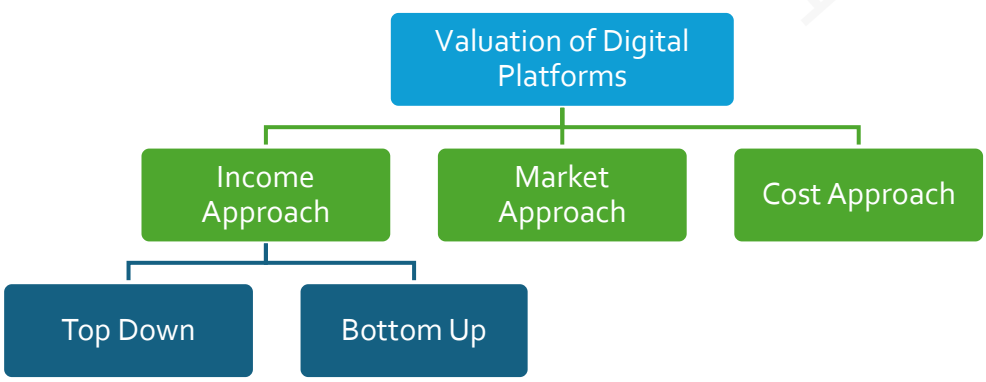 Valuation of Digital
Platforms
Income
Approach
Market
Approach
Cost Approach
Top Down
Bottom Up